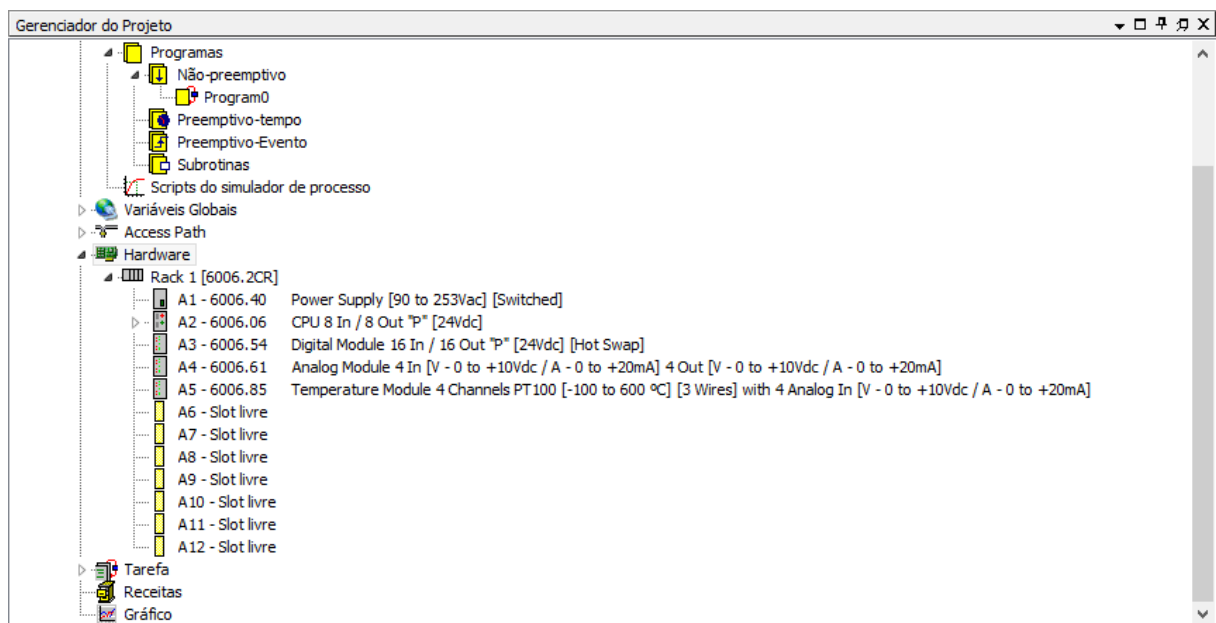 Gerenciador do Projeto
Programas
Não-preemptivo
Program0
Preemptivo-tempo
Preemptivo-Evento
Subrotinas
Scripts do simulador de processo
Variáveis Globais
Access Path
Hardware
Rack 1 [6006.2CR]
A1 - 6006.40 Power Supply [90 to 253Vac] [Switched]
A2 - 6006.06 CPU 8 In / 8 Out "P" [24Vdc]
A3 - 6006.54 Digital Module 16 In / 16 Out "P" [24Vdc] [Hot Swap]
A4 - 6006.61 Analog Module 4 In [V - 0 to +10Vdc / A - 0 to +20mA] 4 Out [V - 0 to +10Vdc / A - 0 to +20mA]
A5 - 6006.85 Temperature Module 4 Channels PT100 [-100 to 600 ºC] [3 Wires] with 4 Analog In [V - 0 to +10Vdc / A - 0 to +20mA]
A6 - Slot livre
A7 - Slot livre
A8 - Slot livre
A9 - Slot livre
A10 - Slot livre
A11 - Slot livre
A12 - Slot livre
Tarefa
Receitas
Gráfico